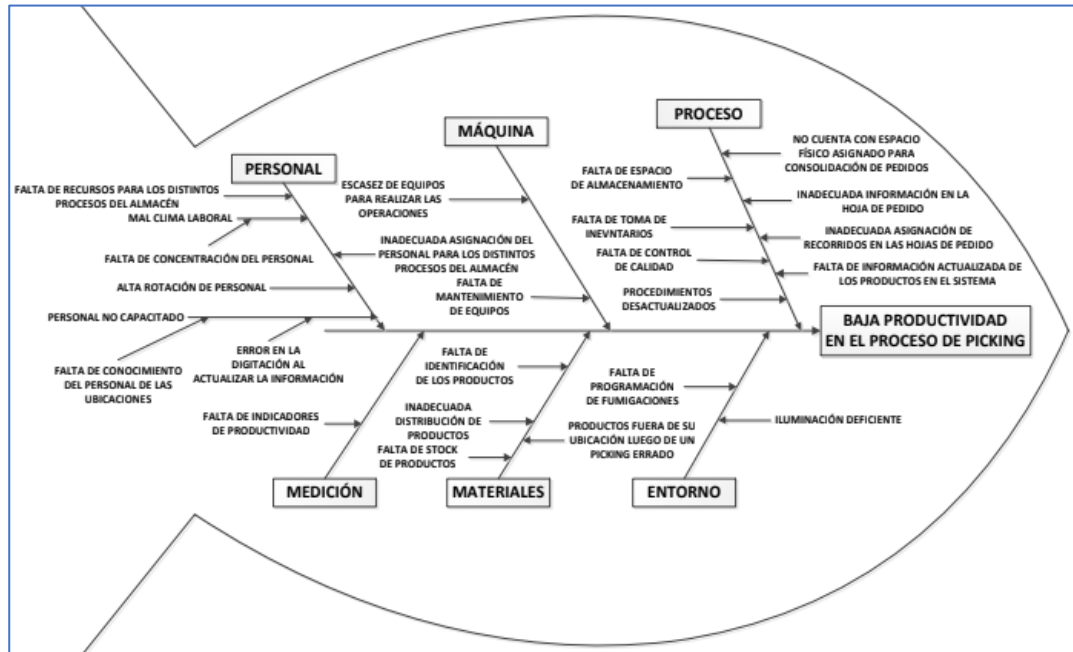 PROCESO
NO CUENTA CON ESPACIO
FÍSICO ASIGNADO PARA
CONSOLIDACIÓN DE PEDIDOS
FALTA DE ESPACIO
DE ALMACENAMIENTO
INADECUADA INFORMACIÓN EN LA
HOJA DE PEDIDO
FALTA DE TOMA DE
INEVNTARIOS
INADECUADA ASIGNACIÓN DE
RECORRIDOS EN LAS HOJAS DE PEDIDO
FALTA DE CONTROL
DE CALIDAD
FALTA DE INFORMACIÓN ACTUALIZADA DE
LOS PRODUCTOS EN EL SISTEMA
PROCEDIMIENTOS
DESACTUALIZADOS
MÁQUINA
ESCASEZ DE EQUIPOS
PARA REALIZAR LAS
OPERACIONES
FALTA DE
MANTENIMIENTO
DE EQUIPOS
PERSONAL
FALTA DE RECURSOS PARA LOS DISTINTOS
PROCESOS DEL ALMACÉN
MAL CLIMA LABORAL
FALTA DE CONCENTRACIÓN DEL PERSONAL
INADECUADA ASIGNACIÓN DEL
PERSONAL PARA LOS DISTINTOS
PROCESOS DEL ALMACÉN
ALTA ROTACIÓN DE PERSONAL
PERSONAL NO CAPACITADO
FALTA DE CONOCIMIENTO
DEL PERSONAL DE LAS
UBICACIONES
ERROR EN LA
DIGITACIÓN AL
ACTUALIZAR LA INFORMACIÓN
BAJA PRODUCTIVIDAD
EN EL PROCESO DE PICKING
FALTA DE INDICADORES
DE PRODUCTIVIDAD
MEDICIÓN
FALTA DE
IDENTIFICACIÓN
DE LOS PRODUCTOS
INADECUADA
DISTRIBUCIÓN DE
PRODUCTOS
FALTA DE STOCK
DE PRODUCTOS
PRODUCTOS FUERA DE SU
UBICACIÓN LUEGO DE UN
PICKING ERRADO
MATERIALES
FALTA DE
PROGRAMACIÓN
DE FUMIGACIONES
ILUMINACIÓN DEFICIENTE
ENTORNO